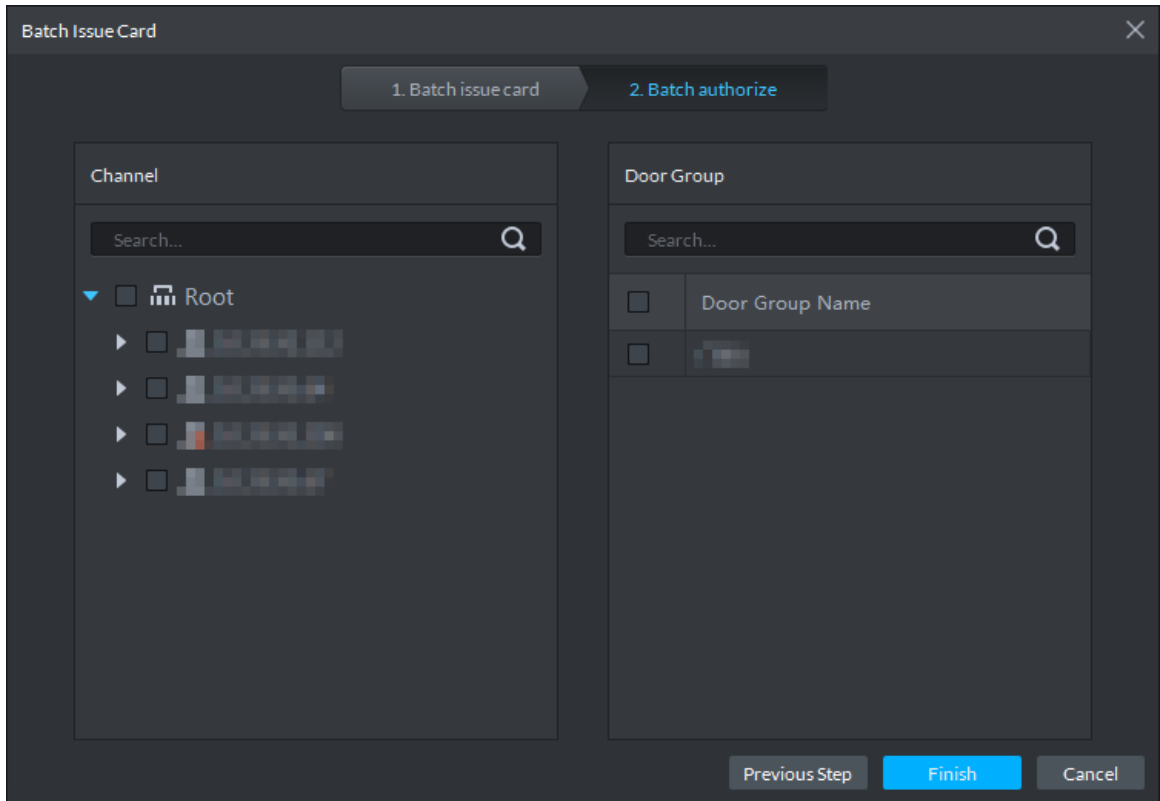 Batch Issue Card
1. Batch issue card
2. Batch authorize
Channel
Search...
Root
Door Group
Search...
Door Group Name
Previous Step
Finish
Cancel